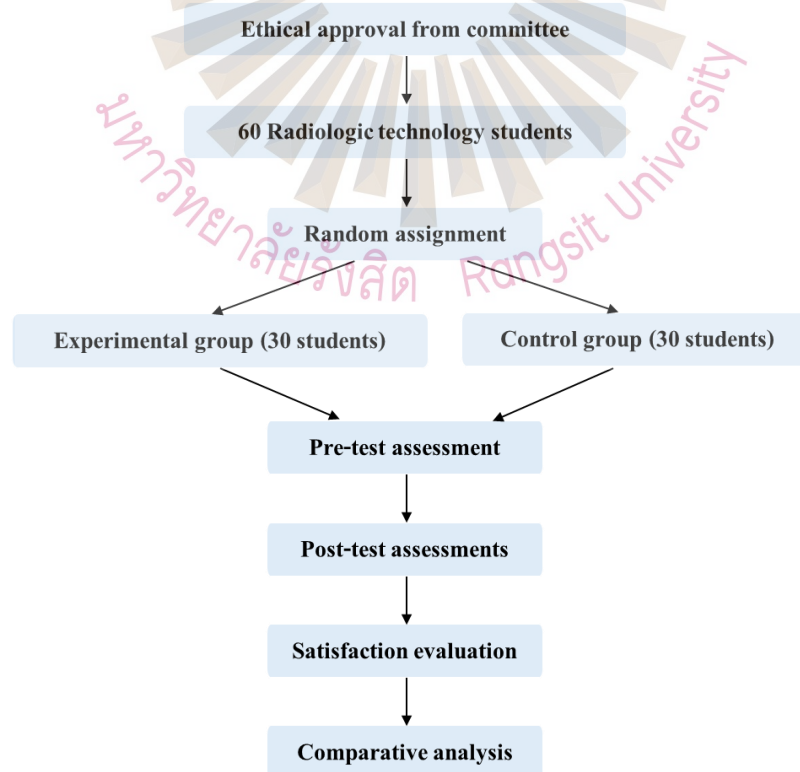 Ethical approval from committee
60 Radiologic technology students
Random assignment
มหาวิทยาลัยรังสิต Rangsit University
Experimental group (30 students)
Control group (30 students)
Pre-test assessment
Post-test assessments
Satisfaction evaluation
Comparative analysis